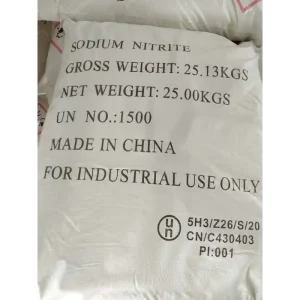 SODIUM NITRITE
GROSS WEIGHT: 25.13KGS
NET WEIGHT: 25.00KGS
UN NO.:1500
MADE IN CHINA
FOR INDUSTRIAL USE ONLY
un 5H3/Z26/S/20
CN/C430403
PI:001